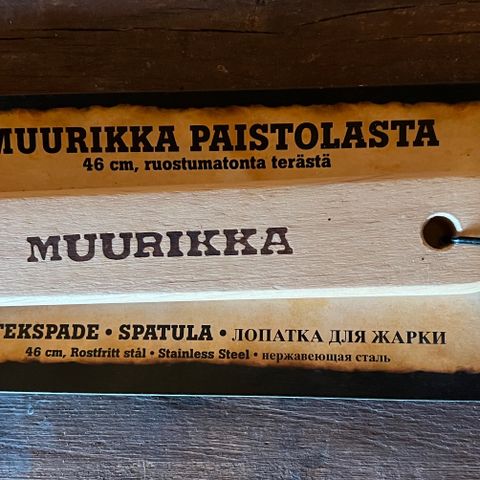 MUURIKKA PAISTOLASTA
46 cm, ruostumatonta terästä
MUURIKKA
TEKSPADE • SPATULA • ЛОПАТКА ДЛЯ ЖАРКИ
46 cm, Rostfritt stål • Stainless Steel • нержавеющая сталь